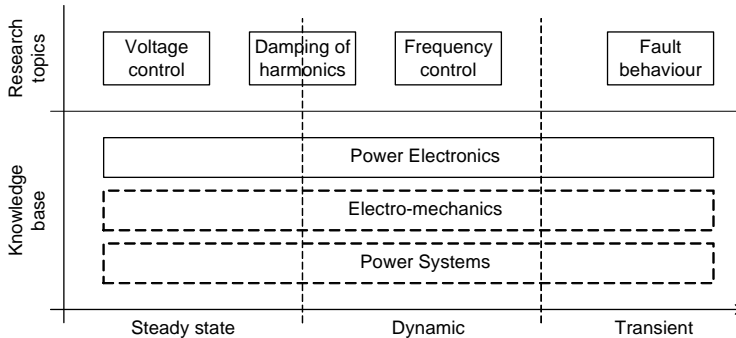 Research
topics
Voltage
control
Damping of
harmonics
Frequency
control
Fault
behaviour
Knowledge
base
Power Electronics
Electro-mechanics
Power Systems
Steady state
Dynamic
Transient